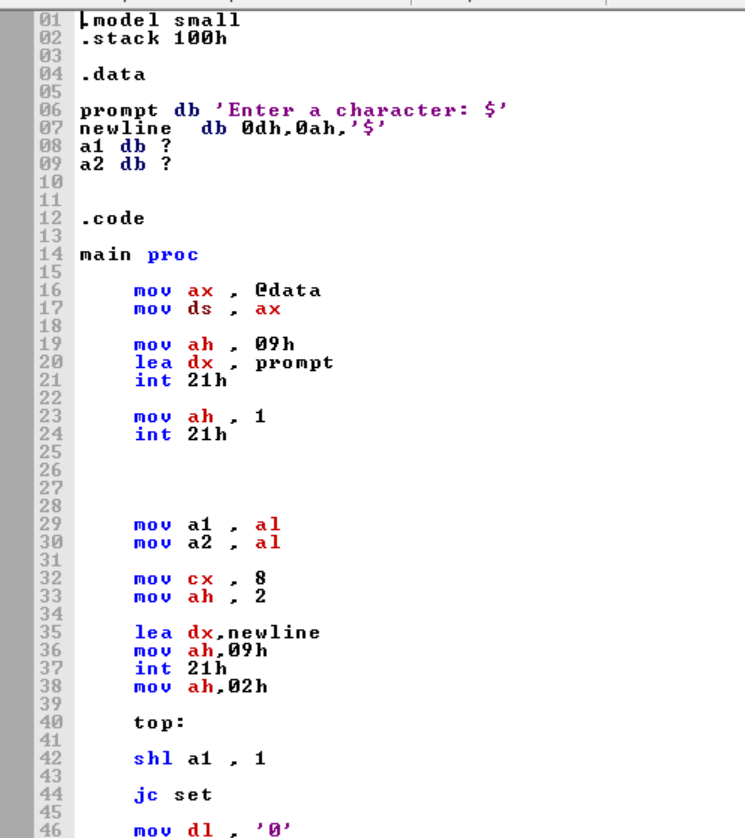 01 .model small
02 .stack 100h
03
04 .data
05
06 prompt db 'Enter a character: $'
07 newline  db 0dh,0ah,'$'
08 a1 db ?
09 a2 db ?
10
11
12 .code
13
14 main proc
15
16 mov ax , @data
17 mov ds , ax
18
19 mov ah , 09h
20 lea dx , prompt
21 int 21h
22
23 mov ah , 1
24 int 21h
25
26
27
28
29 mov a1 , al
30 mov a2 , al
31
32 mov cx , 8
33 mov ah , 2
34
35 lea dx,newline
36 mov ah,09h
37 int 21h
38 mov ah,02h
39
40 top:
41
42 shl a1 , 1
43
44 jc set
45
46 mov dl , '0'